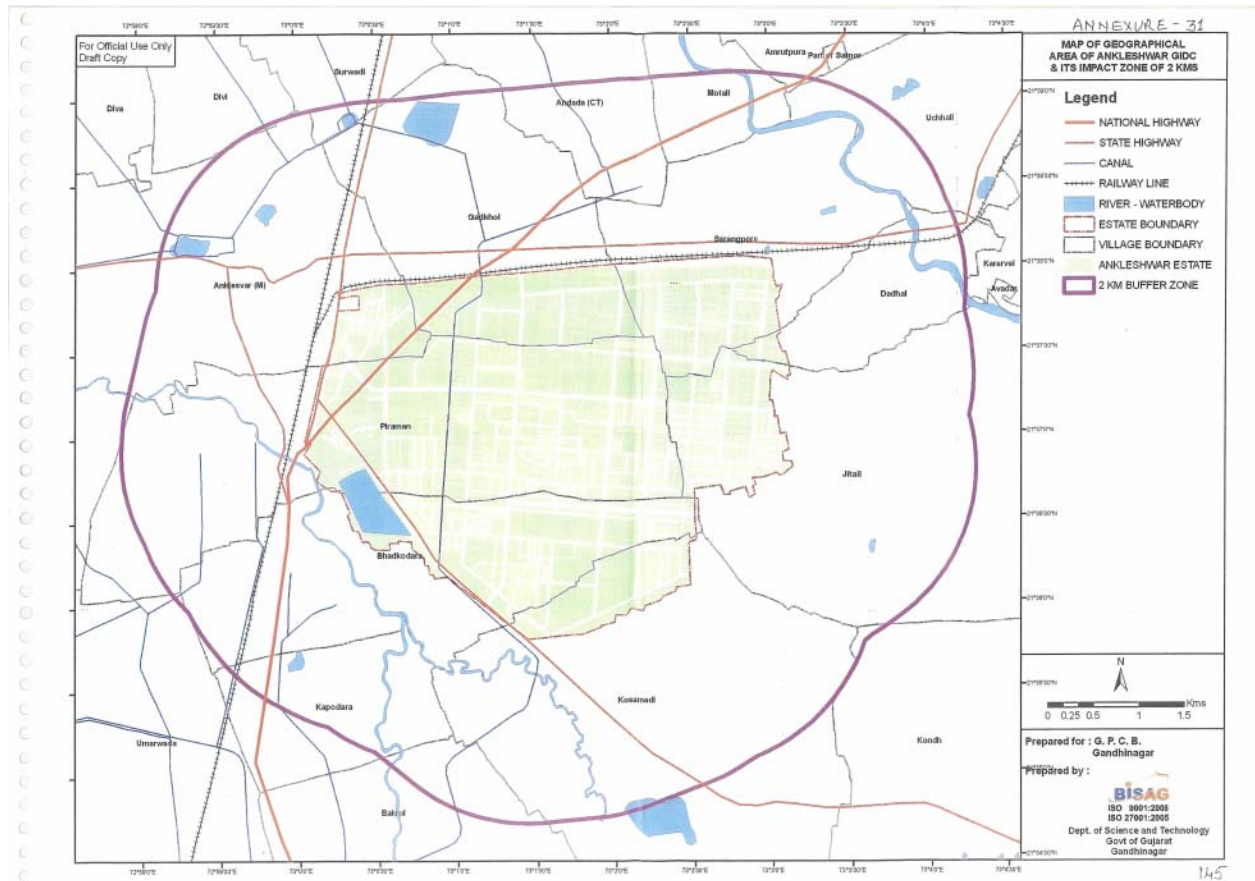 ANNEXURE - 31
For Official Use Only
Draft Copy
MAP OF GEOGRAPHICAL
AREA OF ANKLESHWAR GIDC
& ITS IMPACT ZONE OF 2 KMS
Legend
NATIONAL HIGHWAY
STATE HIGHWAY
CANAL
RAILWAY LINE
RIVER - WATERBODY
ESTATE BOUNDARY
VILLAGE BOUNDARY
ANKLESHWAR ESTATE
2 KM BUFFER ZONE
Amrutpura
Surwadi
Diva
Divi
Andada (CT)
Motali
Uchhali
Gadkhol
Sarangpore
Anklesvar (M)
Kararvel
Dadhal
Avadar
Piraman
Jitali
Bhadkodara
Kosamadi
Kapodara
Umarwada
Kondh
Bakrol
N
Kms
0 0.25 0.5 1 1.5
Prepared for : G. P. C. B.
Gandhinagar
Prepared by :
BISAG
ISO 9001:2008
ISO 27001:2005
Dept. of Science and Technology
Govt of Gujarat
Gandhinagar
145